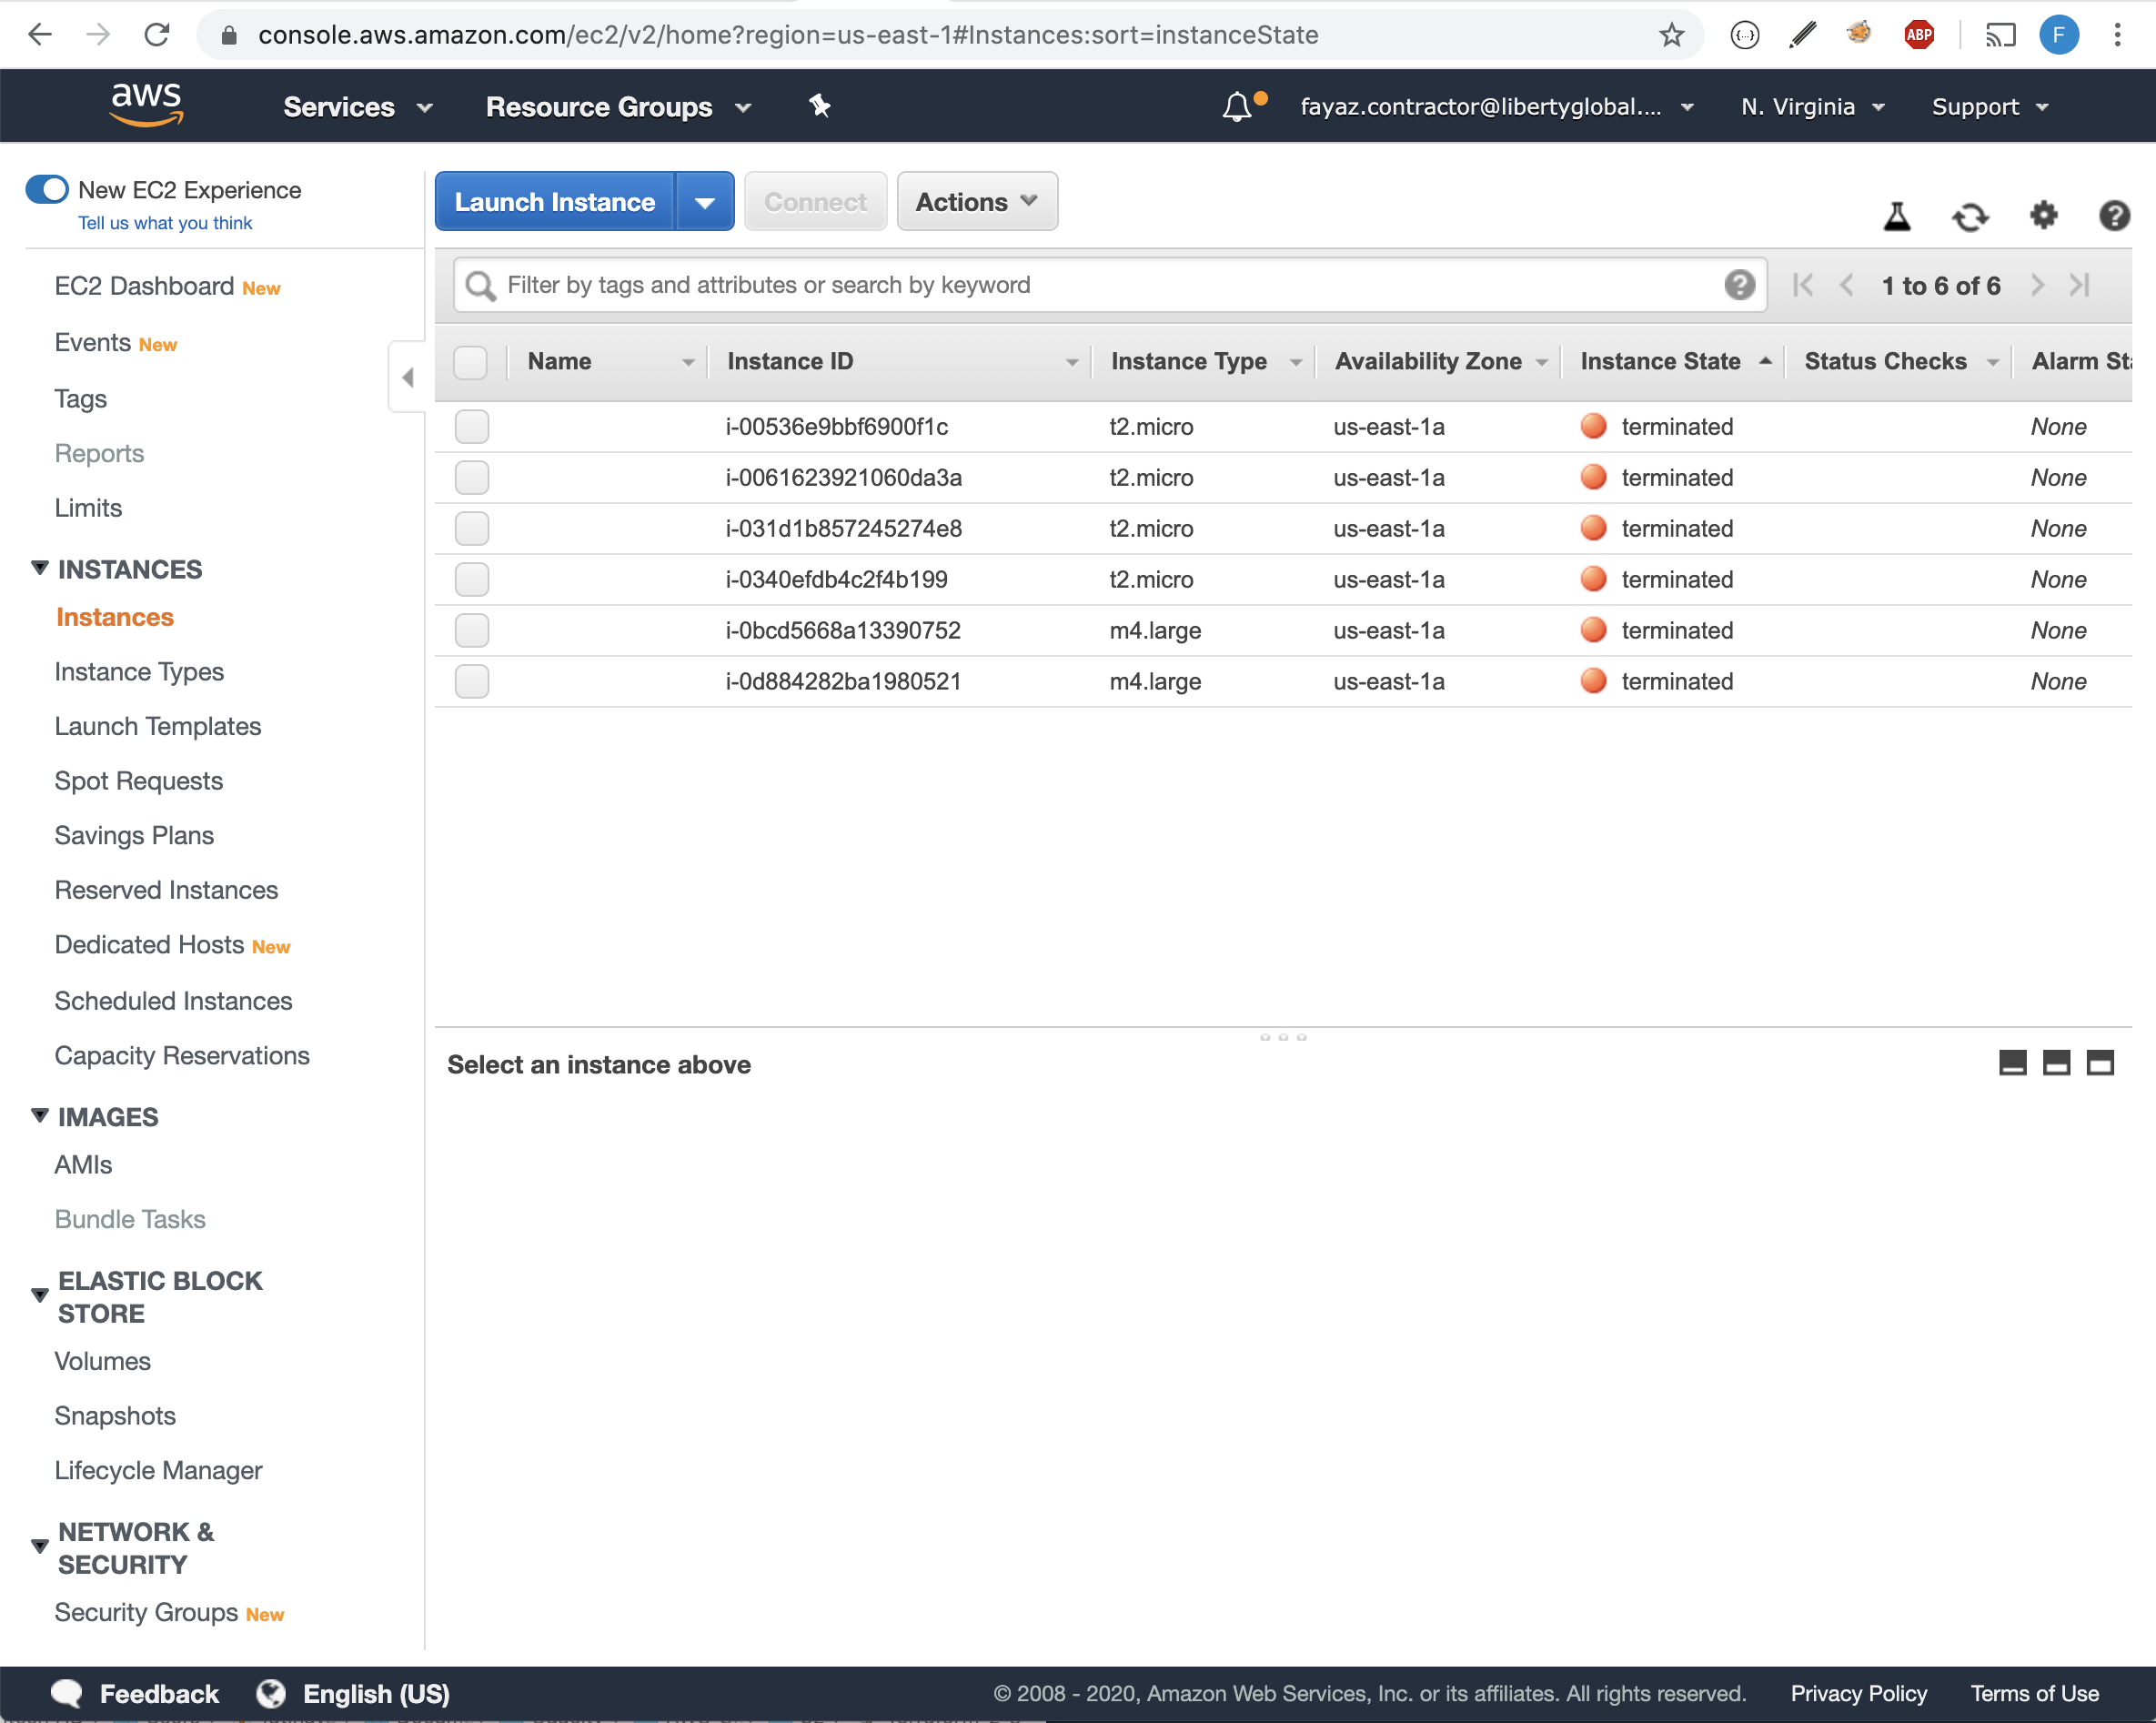 console.aws.amazon.com/ec2/v2/home?region=us-east-1#Instances:sort=instanceState
{...}
ABP
F
aws
Services
Resource Groups
fayaz.contractor@libertyglobal....
N. Virginia
Support
New EC2 Experience
Tell us what you think
Launch Instance
Connect
Actions
EC2 Dashboard New
Events New
Tags
Reports
Limits
INSTANCES
Instances
Instance Types
Launch Templates
Spot Requests
Savings Plans
Reserved Instances
Dedicated Hosts New
Scheduled Instances
Capacity Reservations
IMAGES
AMIs
Bundle Tasks
ELASTIC BLOCK
STORE
Volumes
Snapshots
Lifecycle Manager
NETWORK &
SECURITY
Security Groups New
Filter by tags and attributes or search by keyword
1 to 6 of 6
Name Instance ID Instance Type Availability Zone Instance State Status Checks Alarm Sta
i-00536e9bbf6900f1c t2.micro us-east-1a terminated None
i-0061623921060da3a t2.micro us-east-1a terminated None
i-031d1b857245274e8 t2.micro us-east-1a terminated None
i-0340efdb4c2f4b199 t2.micro us-east-1a terminated None
i-0bcd5668a13390752 m4.large us-east-1a terminated None
i-0d884282ba1980521 m4.large us-east-1a terminated None
Select an instance above
Feedback
English (US)
© 2008 - 2020, Amazon Web Services, Inc. or its affiliates. All rights reserved.
Privacy Policy
Terms of Use